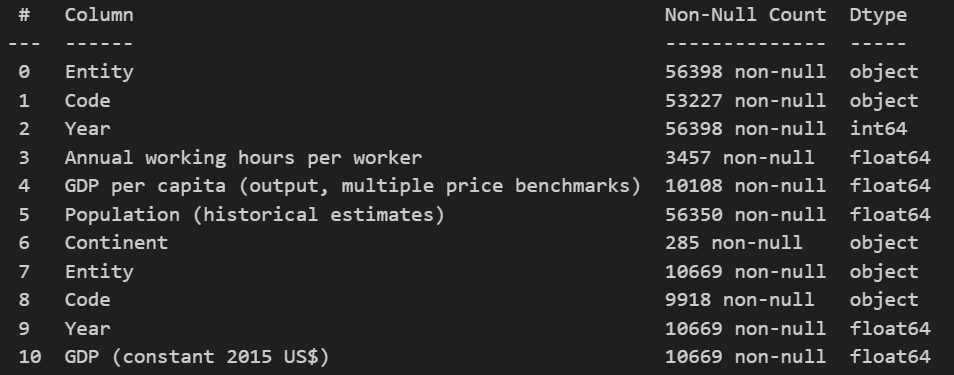 #   Column                                            Non-Null Count  Dtype
---  ------                                            --------------  -----
0   Entity                                            56398 non-null  object
1   Code                                              53227 non-null  object
2   Year                                              56398 non-null  int64
3   Annual working hours per worker                   3457 non-null   float64
4   GDP per capita (output, multiple price benchmarks)  10108 non-null  float64
5   Population (historical estimates)                 56350 non-null  float64
6   Continent                                         285 non-null    object
7   Entity                                            10669 non-null  object
8   Code                                              9918 non-null   object
9   Year                                              10669 non-null  float64
10  GDP (constant 2015 US$)                           10669 non-null  float64